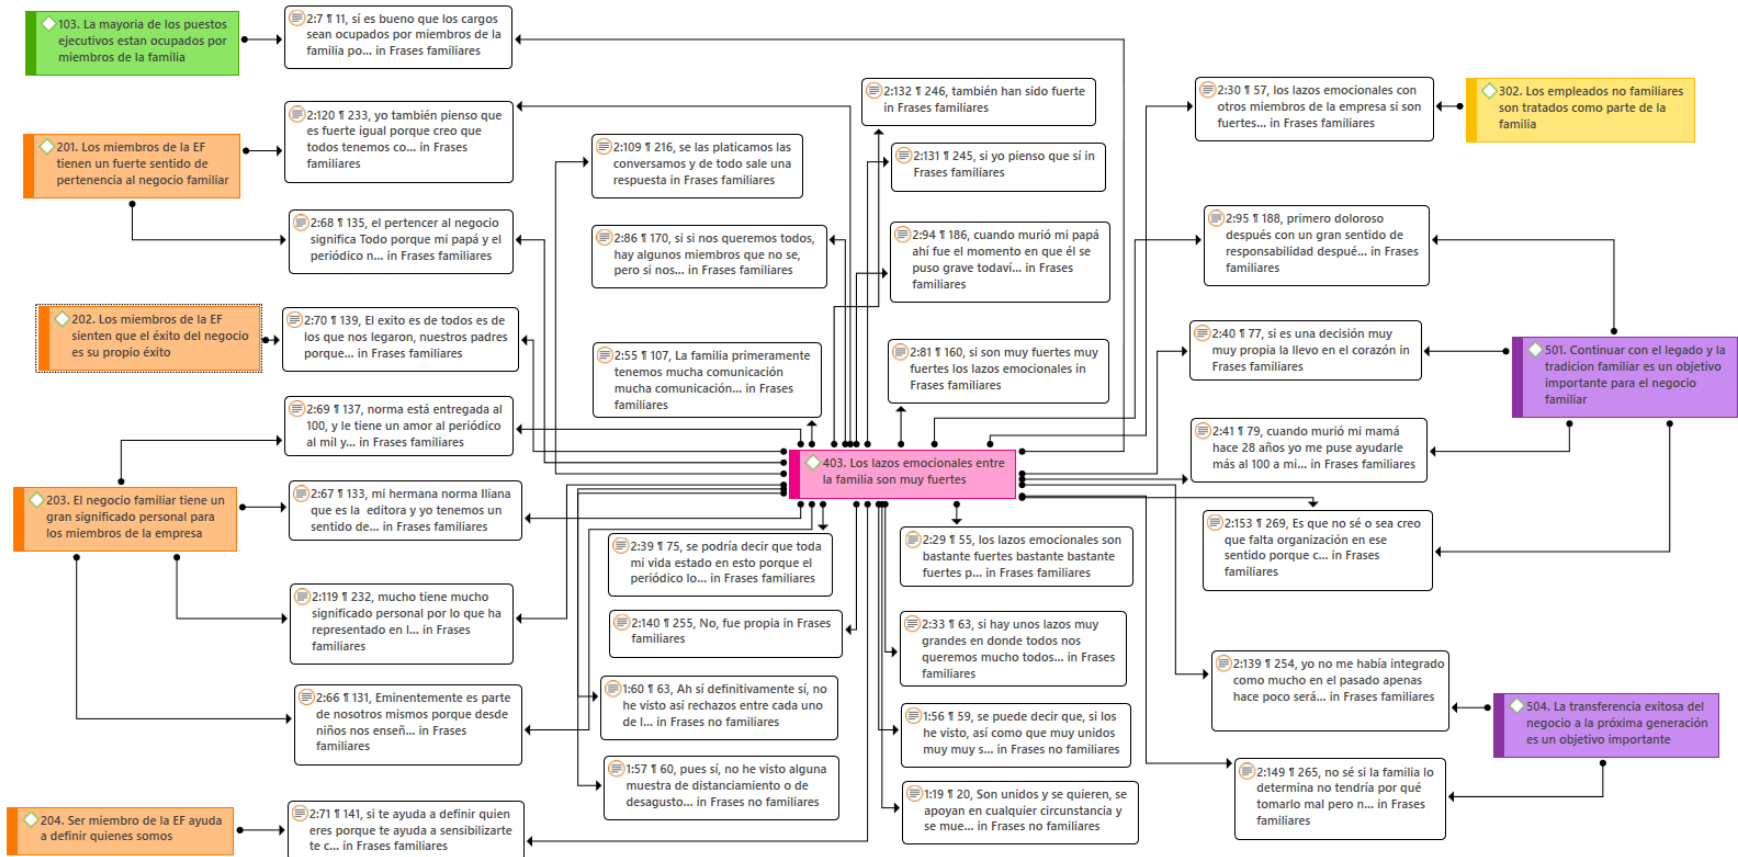 103. La mayoria de los puestos
ejecutivos estan ocupados por
miembros de la familia
2:7 ¶ 11, sí es bueno que los cargos
sean ocupados por miembros de la
familia po... in Frases familiares
201. Los miembros de la EF
tienen un fuerte sentido de
pertenencia al negocio familiar
2:120 ¶ 233, yo también pienso que
es fuerte igual porque creo que
todos tenemos co... in Frases
familiares
2:68 ¶ 135, el pertencer al negocio
significa Todo porque mi papá y el
periódico n... in Frases familiares
202. Los miembros de la EF
sienten que el éxito del negocio
es su propio éxito
2:70 ¶ 139, El exito es de todos es de
los que nos legaron, nuestros padres
porque... in Frases familiares
2:69 ¶ 137, norma está entregada al
100, y le tiene un amor al periódico
al mil y... in Frases familiares
203. El negocio familiar tiene un
gran significado personal para
los miembros de la empresa
2:67 ¶ 133, mi hermana norma Iliana
que es la editora y yo tenemos un
sentido de... in Frases familiares
2:119 ¶ 232, mucho tiene mucho
significado personal por lo que ha
representado en l... in Frases
familiares
2:66 ¶ 131, Eminentemente es parte
de nosotros mismos porque desde
niños nos enseñ... in Frases
familiares
204. Ser miembro de la EF ayuda
a definir quienes somos
2:71 ¶ 141, sí te ayuda a definir quien
eres porque te ayuda a sensibilizarte
te c... in Frases familiares
2:109 ¶ 216, se las platicamos las
conversamos y de todo sale una
respuesta in Frases familiares
2:86 ¶ 170, si si nos queremos todos,
hay algunos miembros que no se,
pero si nos... in Frases familiares
2:55 ¶ 107, La familia primeramente
tenemos mucha comunicación
mucha comunicación... in Frases
familiares
2:132 ¶ 246, también han sido fuerte
in Frases familiares
2:131 ¶ 245, si yo pienso que sí in
Frases familiares
2:94 ¶ 186, cuando murió mi papá
ahí fue el momento en que él se
puso grave todaví... in Frases
familiares
2:81 ¶ 160, sí son muy fuertes muy
fuertes los lazos emocionales in
Frases familiares
403. Los lazos emocionales entre
la familia son muy fuertes
2:39 ¶ 75, se podría decir que toda
mi vida estado en esto porque el
periódico lo... in Frases familiares
2:140 ¶ 255, No, fue propia in Frases
familiares
1:60 ¶ 63, Ah sí definitivamente sí, no
he visto así rechazos entre cada uno
de l... in Frases no familiares
1:57 ¶ 60, pues sí, no he visto alguna
muestra de distanciamiento o de
desagusto... in Frases no familiares
2:29 ¶ 55, los lazos emocionales son
bastante fuertes bastante bastante
fuertes p... in Frases familiares
2:33 ¶ 63, si hay unos lazos muy
grandes en donde todos nos
queremos mucho todos... in Frases
familiares
1:56 ¶ 59, se puede decir que, si los
he visto, así como que muy unidos
muy muy s... in Frases no familiares
1:19 ¶ 20, Son unidos y se quieren, se
apoyan en cualquier circunstancia y
se mue... in Frases no familiares
2:30 ¶ 57, los lazos emocionales con
otros miembros de la empresa si son
fuertes... in Frases familiares
302. Los empleados no familiares
son tratados como parte de la
familia
2:95 ¶ 188, primero doloroso
después con un gran sentido de
responsabilidad despué... in Frases
familiares
2:40 ¶ 77, si es una decisión muy
muy propia la llevo en el corazón in
Frases familiares
501. Continuar con el legado y la
tradicion familiar es un objetivo
importante para el negocio
familiar
2:41 ¶ 79, cuando murió mi mamá
hace 28 años yo me puse ayudarle
más al 100 a mi... in Frases familiares
2:153 ¶ 269, Es que no sé o sea creo
que falta organización en ese
sentido porque c... in Frases
familiares
2:139 ¶ 254, yo no me había integrado
como mucho en el pasado apenas
hace poco será... in Frases familiares
504. La transferencia exitosa del
negocio a la próxima generación
es un objetivo importante
2:149 ¶ 265, no sé si la familia lo
determina no tendría por qué
tomarlo mal pero n... in Frases
familiares